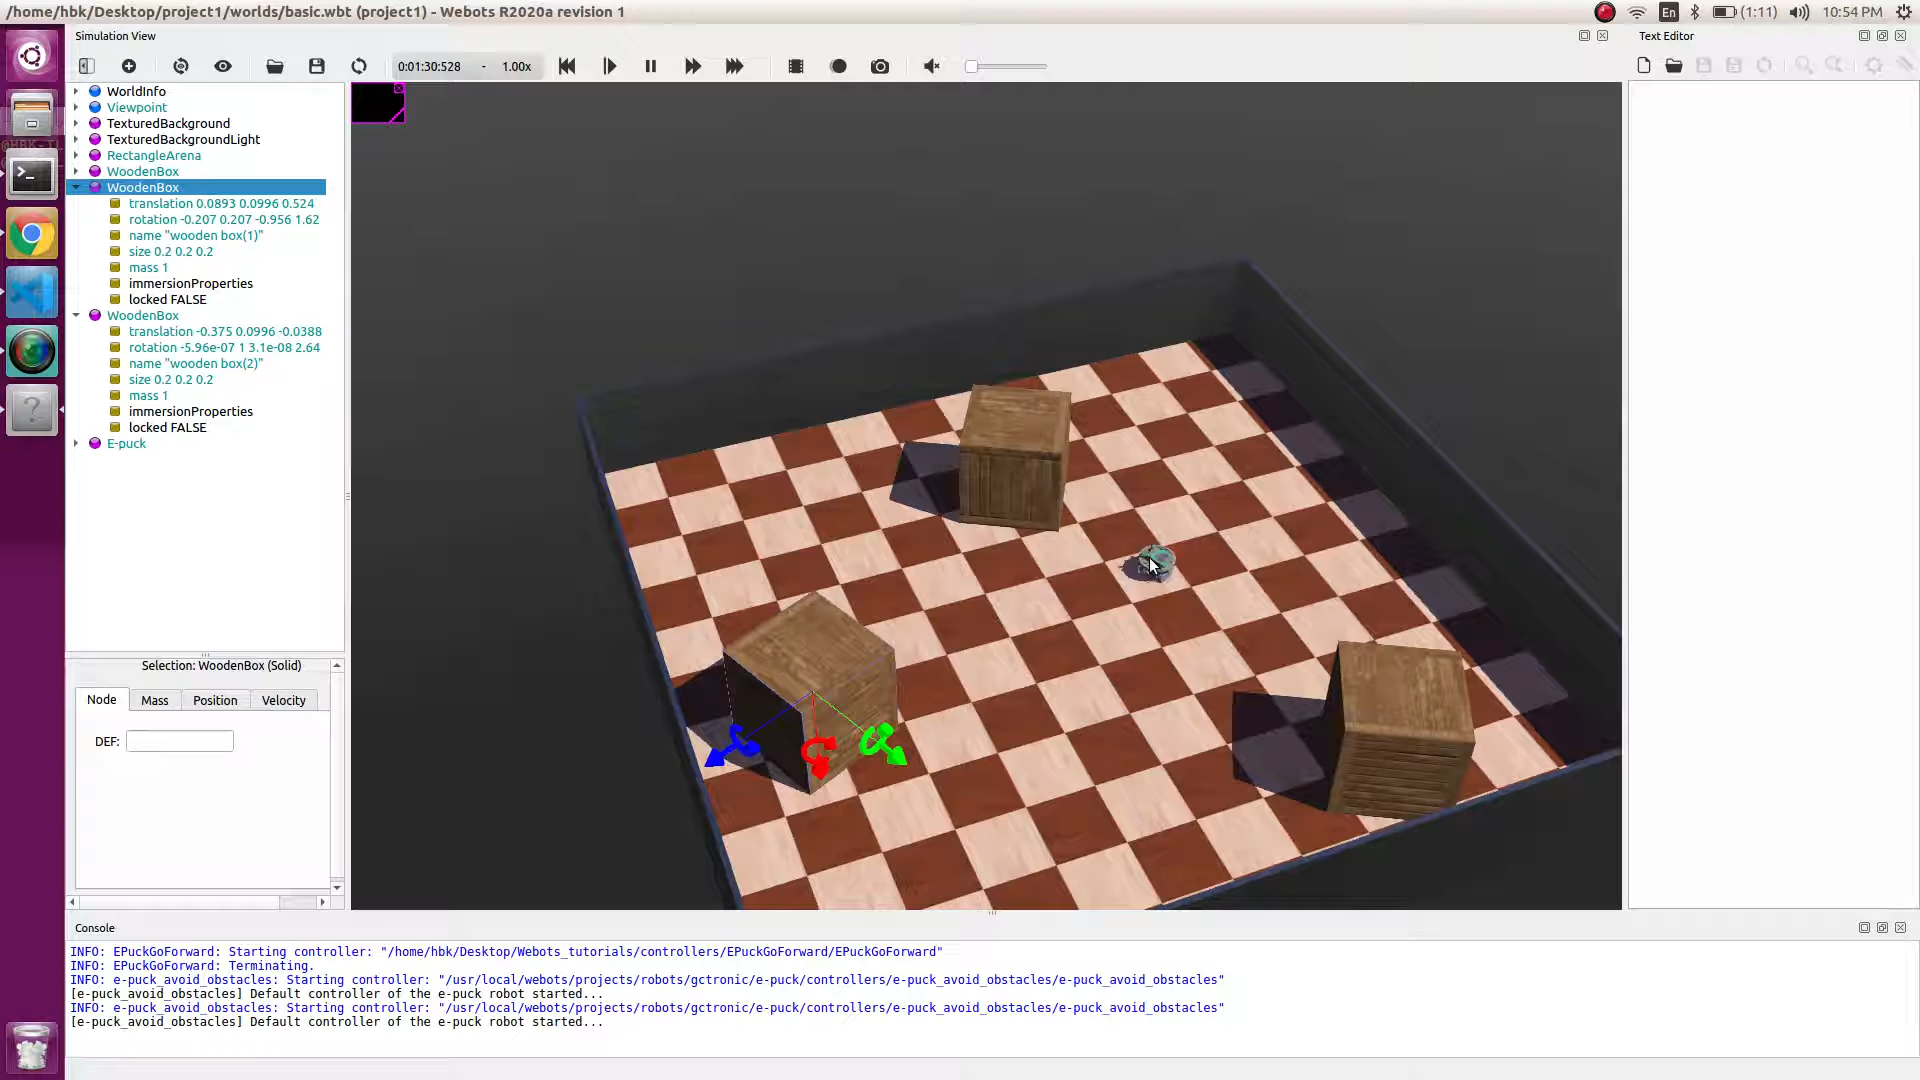 /home/hbk/Desktop/project1/worlds/basic.wbt (project1) - Webots R2020a revision 1
En
(1:11)
10:54 PM
Simulation View
Text Editor
0:01:30:528 - 1.00x
WorldInfo
Viewpoint
TexturedBackground
TexturedBackgroundLight
RectangleArena
WoodenBox
WoodenBox
translation 0.0893 0.0996 0.524
rotation -0.207 0.207 -0.956 1.62
name "wooden box(1)"
size 0.2 0.2 0.2
mass 1
immersionProperties
locked FALSE
WoodenBox
translation -0.375 0.0996 -0.0388
rotation -5.96e-07 1 3.1e-08 2.64
name "wooden box(2)"
size 0.2 0.2 0.2
mass 1
immersionProperties
locked FALSE
E-puck
Selection: WoodenBox (Solid)
Node
Mass
Position
Velocity
DEF:
Console
INFO: EPuckGoForward: Starting controller: "/home/hbk/Desktop/Webots_tutorials/controllers/EPuckGoForward/EPuckGoForward"
INFO: EPuckGoForward: Terminating.
INFO: e-puck_avoid_obstacles: Starting controller: "/usr/local/webots/projects/robots/gctronic/e-puck/controllers/e-puck_avoid_obstacles/e-puck_avoid_obstacles"
[e-puck_avoid_obstacles] Default controller of the e-puck robot started...
INFO: e-puck_avoid_obstacles: Starting controller: "/usr/local/webots/projects/robots/gctronic/e-puck/controllers/e-puck_avoid_obstacles/e-puck_avoid_obstacles"
[e-puck_avoid_obstacles] Default controller of the e-puck robot started...